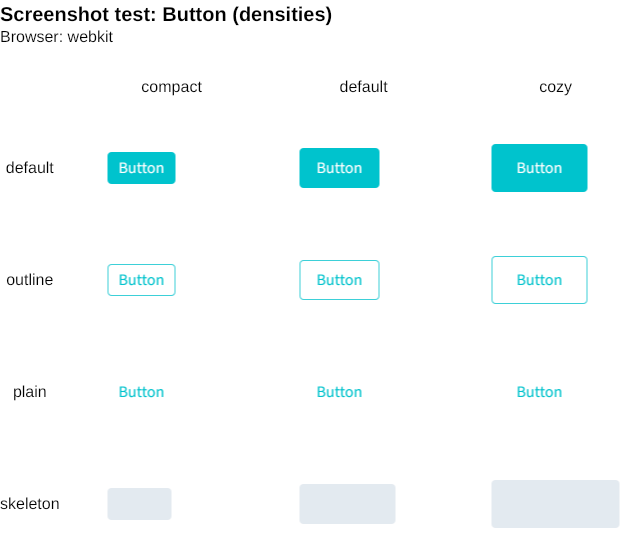 Screenshot test: Button (densities)
Browser: webkit
compact default cozy
default Button Button Button
outline Button Button Button
plain Button Button Button
skeleton